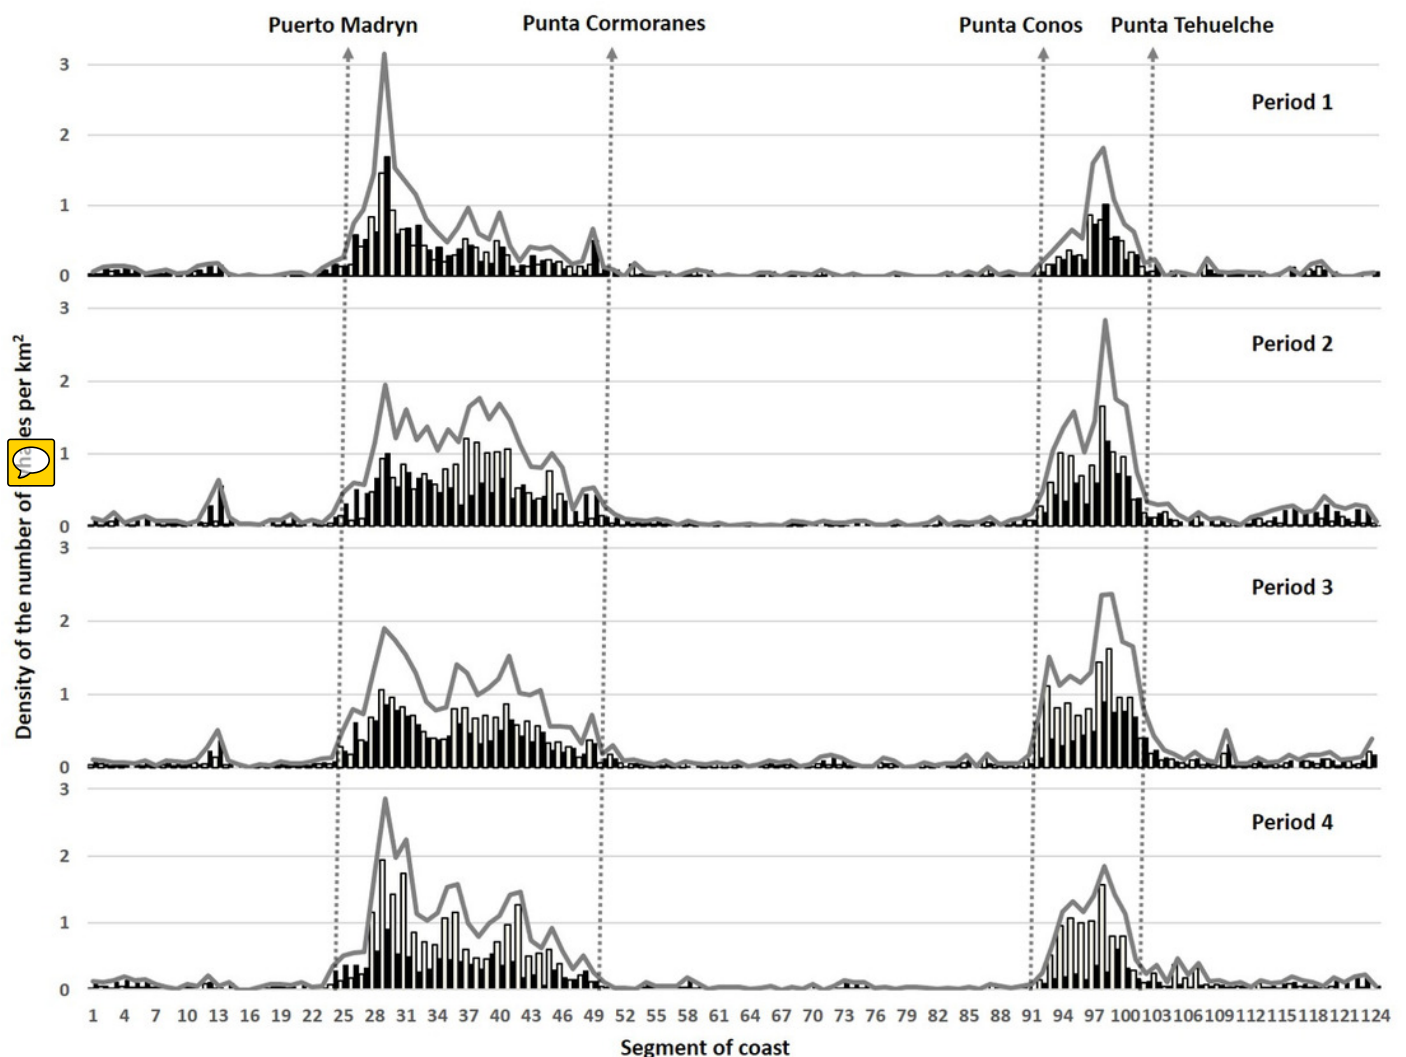 Puerto Madryn Punta Cormoranes Punta Conos Punta Tehuelche
3
Period 1
2
1
0
3
Period 2
2
1
0
3
Period 3
2
1
0
3
Period 4
2
1
0
Density of the number of whales per km²
1 4 7 10 13 16 19 22 25 28 31 34 37 40 43 46 49 52 55 58 61 64 67 70 73 76 79 82 85 88 91 94 97 100 103 106 109 112 115 118 121 124
Segment of coast